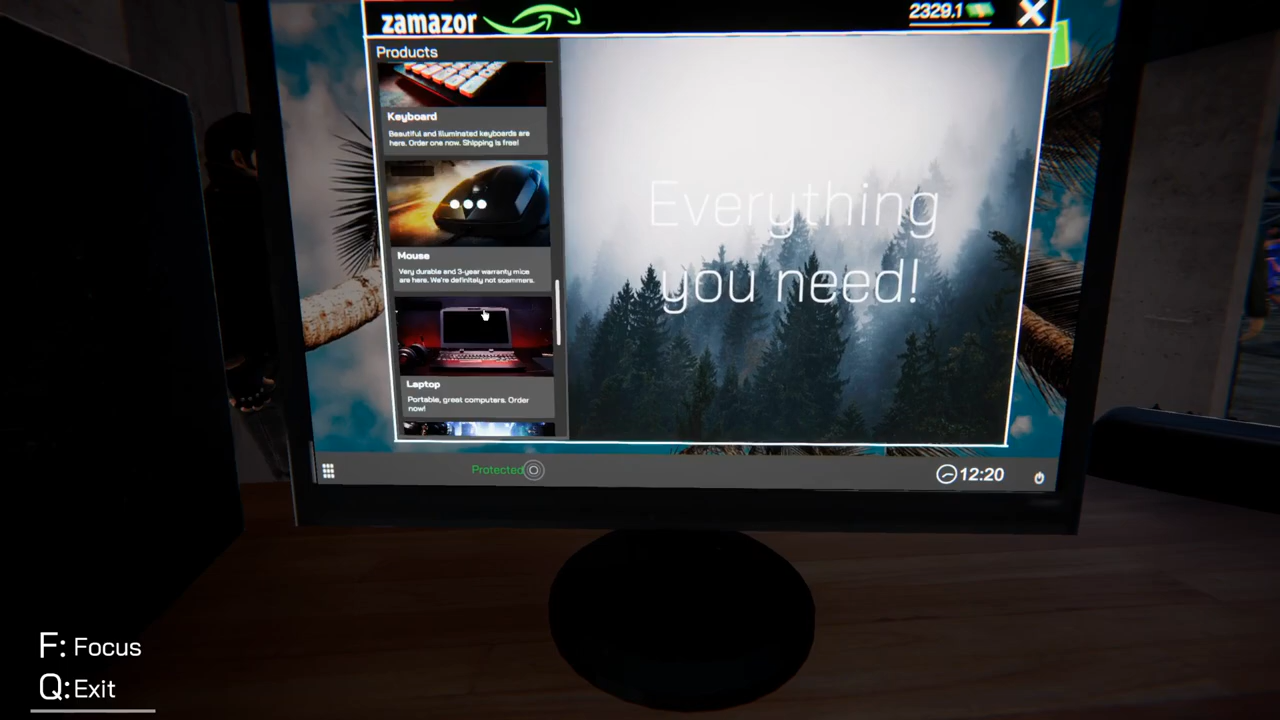 zamazor
2329.1
Products
Keyboard
Beautiful and illuminated keyboards are
here. Order one now. Shipping is free!
Mouse
Very durable and 3-year warranty mice
are here. We're definitely not scammers.
Laptop
Portable, great computers. Order
now!
Everything
you need!
Protected
12:20
F: Focus
Q: Exit